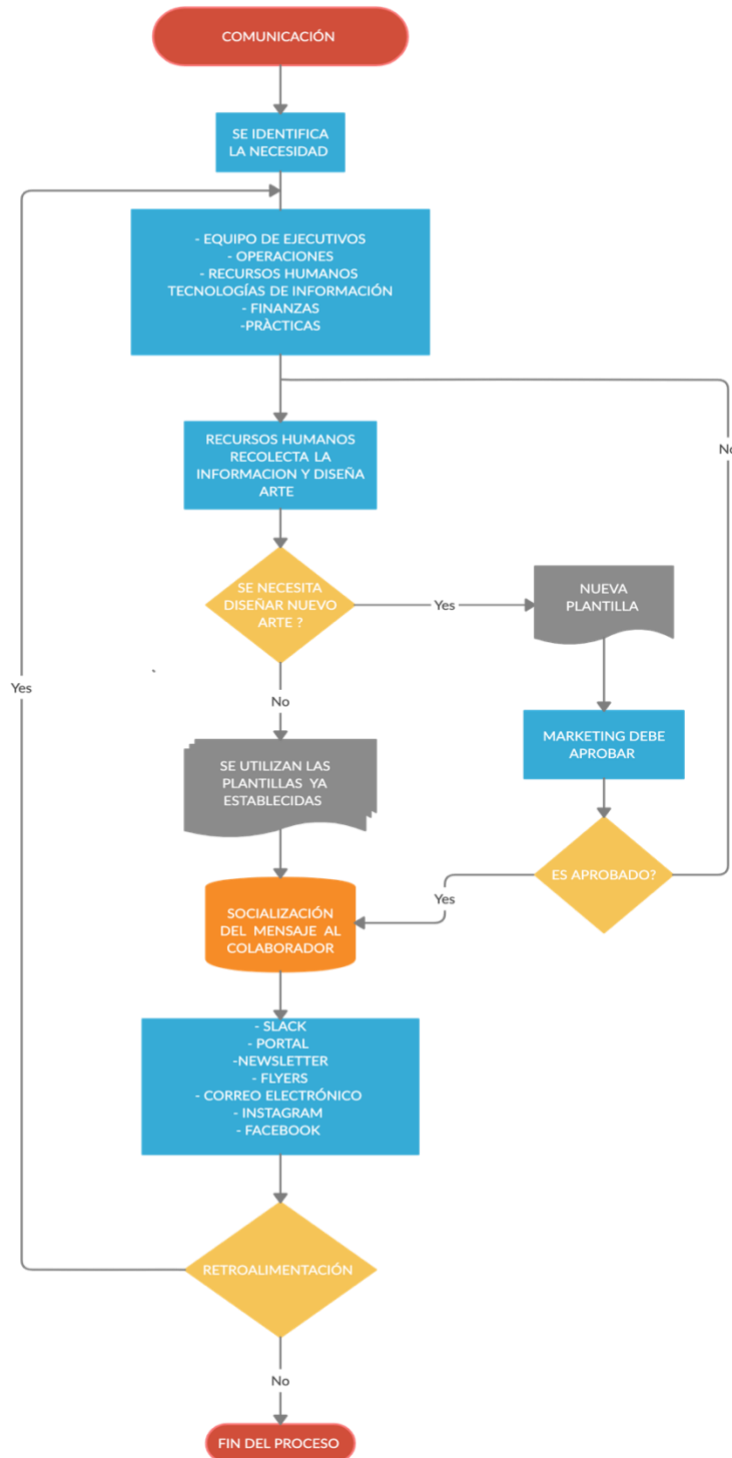 COMUNICACIÓN
SE IDENTIFICA
LA NECESIDAD
- EQUIPO DE EJECUTIVOS
- OPERACIONES
- RECURSOS HUMANOS
TECNOLOGÍAS DE INFORMACIÓN
- FINANZAS
-PRÀCTICAS
No
RECURSOS HUMANOS
RECOLECTA LA
INFORMACION Y DISEÑA
ARTE
SE NECESITA
DISEÑAR NUEVO
ARTE ?
Yes
NUEVA
PLANTILLA
Yes
No
MARKETING DEBE
APROBAR
SE UTILIZAN LAS
PLANTILLAS YA
ESTABLECIDAS
ES APROBADO?
Yes
SOCIALIZACIÓN
DEL MENSAJE AL
COLABORADOR
- SLACK
- PORTAL
-NEWSLETTER
- FLYERS
- CORREO ELECTRÓNICO
- INSTAGRAM
- FACEBOOK
RETROALIMENTACIÓN
No
FIN DEL PROCESO